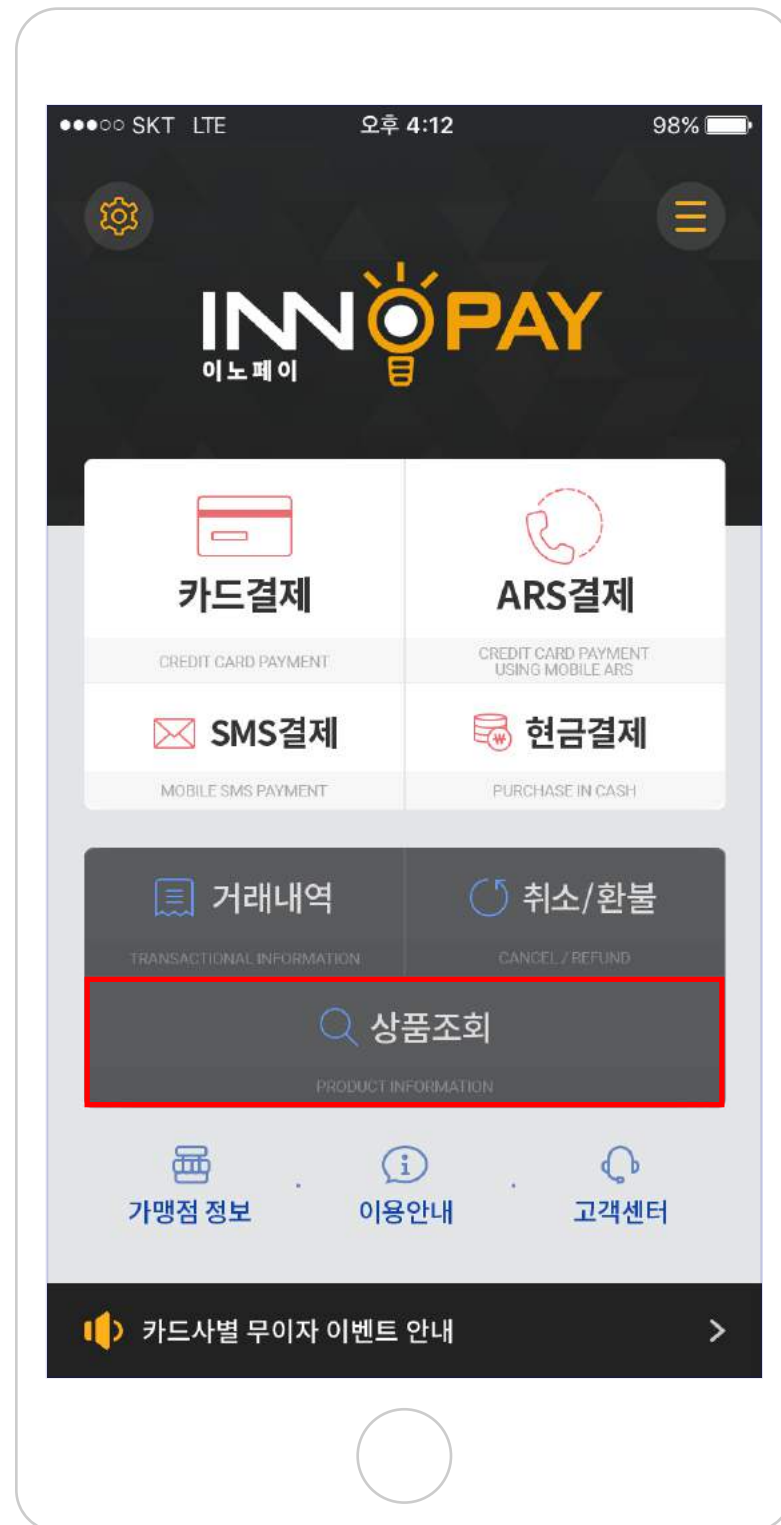 ●●●○○ SKT LTE 오후 4:12 98%
INNOPAY
이노페이
카드결제 ARS결제
CREDIT CARD PAYMENT CREDIT CARD PAYMENT
USING MOBILE ARS
SMS결제 현금결제
MOBILE SMS PAYMENT PURCHASE IN CASH
거래내역 취소/환불
TRANSACTIONAL INFORMATION CANCEL / REFUND
상품조회
PRODUCT INFORMATION
가맹점 정보 · 이용안내 · 고객센터
카드사별 무이자 이벤트 안내 >